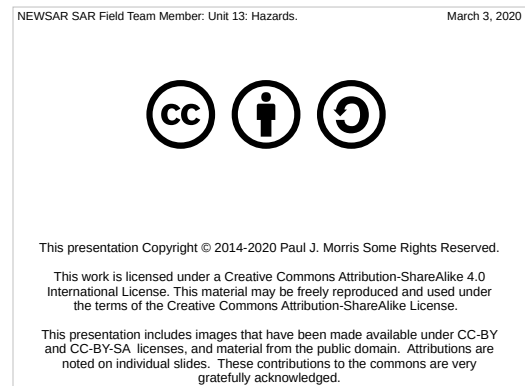 NEWSAR SAR Field Team Member: Unit 13: Hazards. March 3, 2020
cc
This presentation Copyright © 2014-2020 Paul J. Morris Some Rights Reserved.
This work is licensed under a Creative Commons Attribution-ShareAlike 4.0
International License. This material may be freely reproduced and used under
the terms of the Creative Commons Attribution-ShareAlike License.
This presentation includes images that have been made available under CC-BY
and CC-BY-SA licenses, and material from the public domain. Attributions are
noted on individual slides. These contributions to the commons are very
gratefully acknowledged.